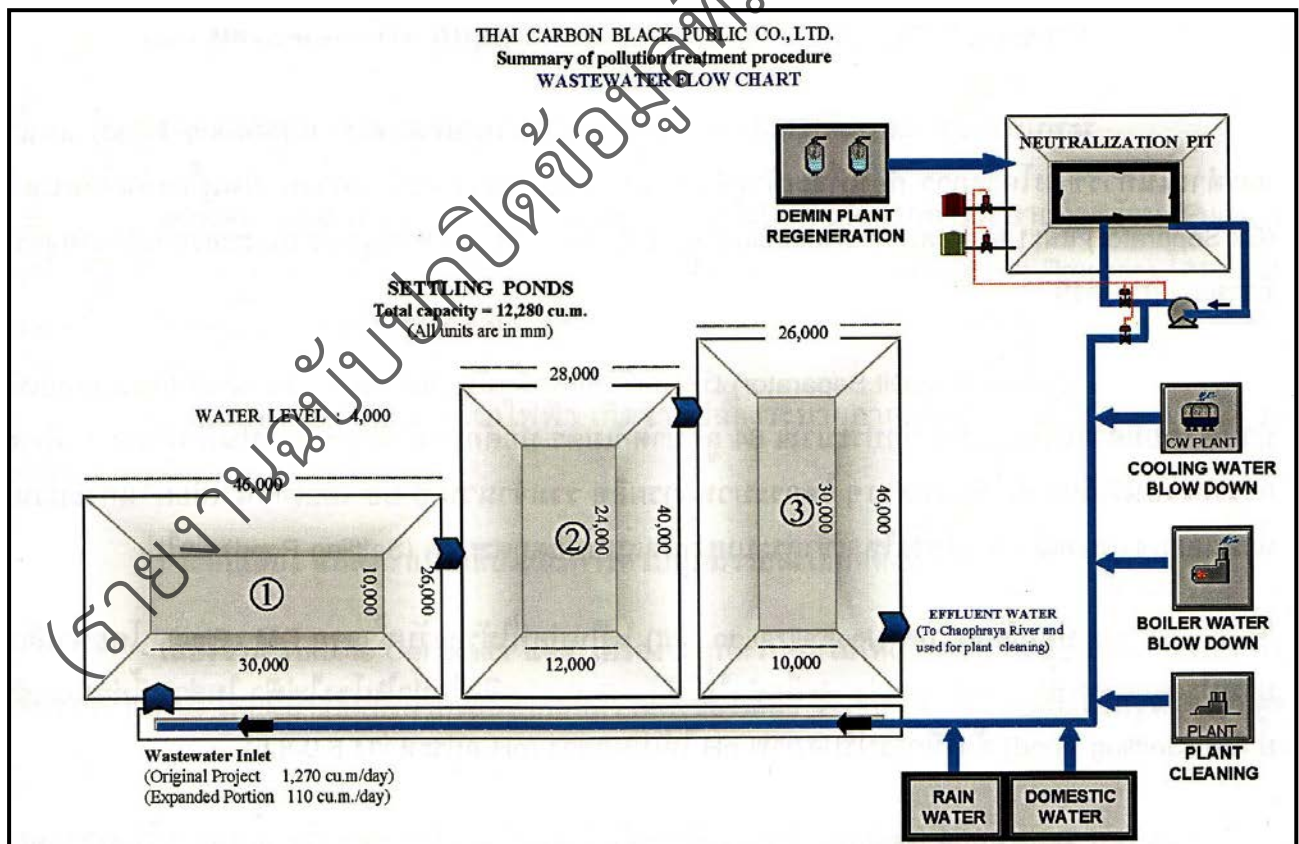 THAI CARBON BLACK PUBLIC CO., LTD.
Summary of pollution treatment procedure
WASTEWATER FLOW CHART
NEUTRALIZATION PIT
DEMIN PLANT
REGENERATION
SETTLING PONDS
Total capacity = 12,280 cu.m.
(All units are in mm)
WATER LEVEL : 4,000
46,000
28,000
26,000
① 10,000 26,000
30,000
② 24,000 40,000
12,000
③ 30,000 46,000
10,000
EFFLUENT WATER
(To Chaophraya River and
used for plant cleaning)
CW PLANT
COOLING WATER
BLOW DOWN
BOILER WATER
BLOW DOWN
PLANT
PLANT
CLEANING
Wastewater Inlet
(Original Project 1,270 cu.m/day)
(Expanded Portion 110 cu.m./day)
RAIN
WATER
DOMESTIC
WATER
(รายงานฉบับปกปิดข้อมูล